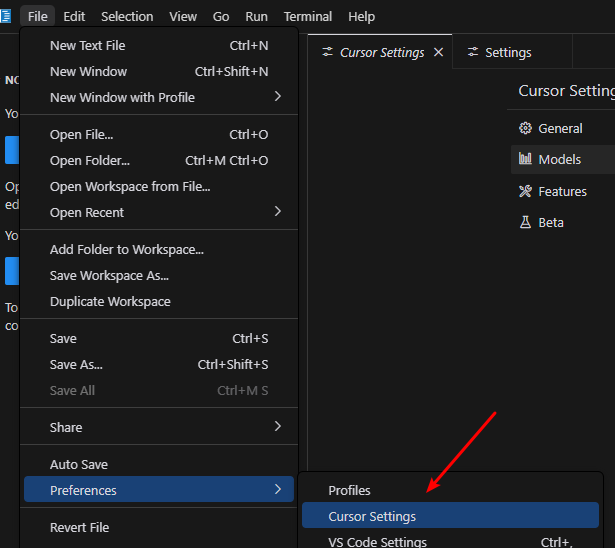 File Edit Selection View Go Run Terminal Help
New Text File Ctrl+N
New Window Ctrl+Shift+N
New Window with Profile
Open File... Ctrl+O
Open Folder... Ctrl+M Ctrl+O
Open Workspace from File...
Open Recent
Add Folder to Workspace...
Save Workspace As...
Duplicate Workspace
Save Ctrl+S
Save As... Ctrl+Shift+S
Save All Ctrl+M S
Share
Auto Save
Preferences
Revert File
Profiles
Cursor Settings
VS Code Settings Ctrl+,
Cursor Settings
Settings
Cursor Setting
General
Models
Features
Beta
NO
Yo
Op
ed
Yo
To
co